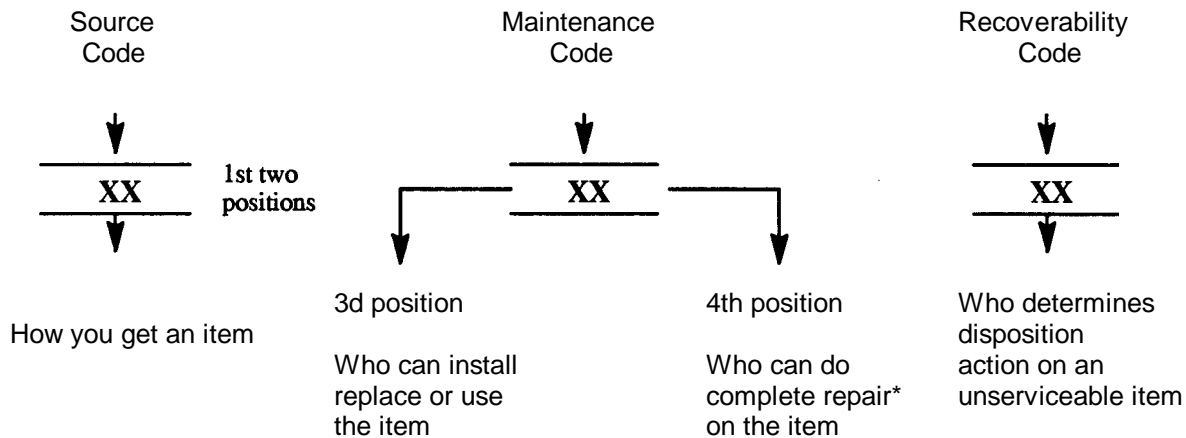 Source
Code
Maintenance
Code
Recoverability
Code
XX
1st two
positions
XX
XX
How you get an item
3d position
Who can install
replace or use
the item
4th position
Who can do
complete repair*
on the item
Who determines
disposition
action on an
unserviceable item